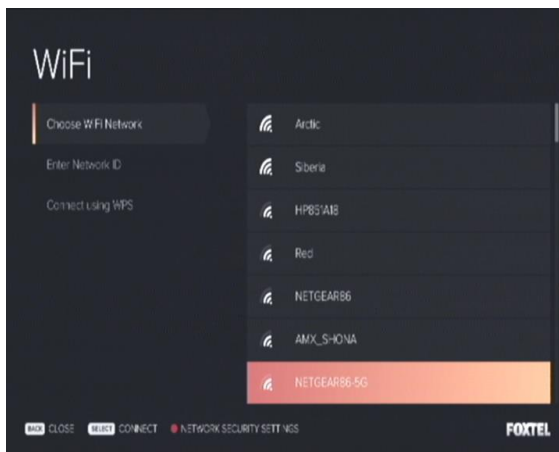 WiFi
Choose WiFi Network
Enter Network ID
Connect using WPS
Arctic
Siberia
HP851A18
Red
NETGEAR86
AMX_SHONA
NETGEAR86-5G
BACK CLOSE SELECT CONNECT NETWORK SECURITY SETTINGS
FOXTEL